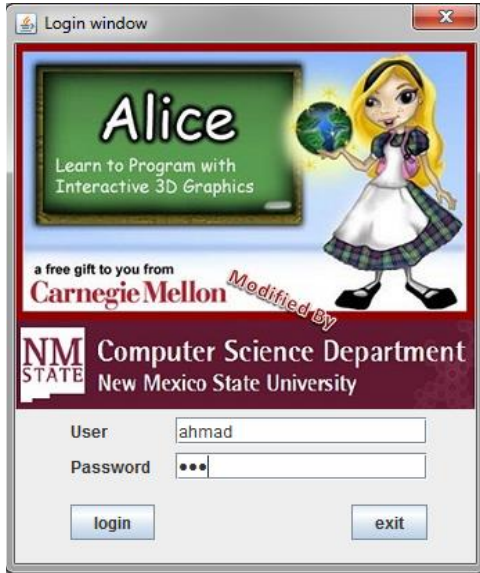 Login window
Alice
Learn to Program with
Interactive 3D Graphics
a free gift to you from
Carnegie Mellon
Modified By
NM
STATE
Computer Science Department
New Mexico State University
User
ahmad
Password
•••
login
exit